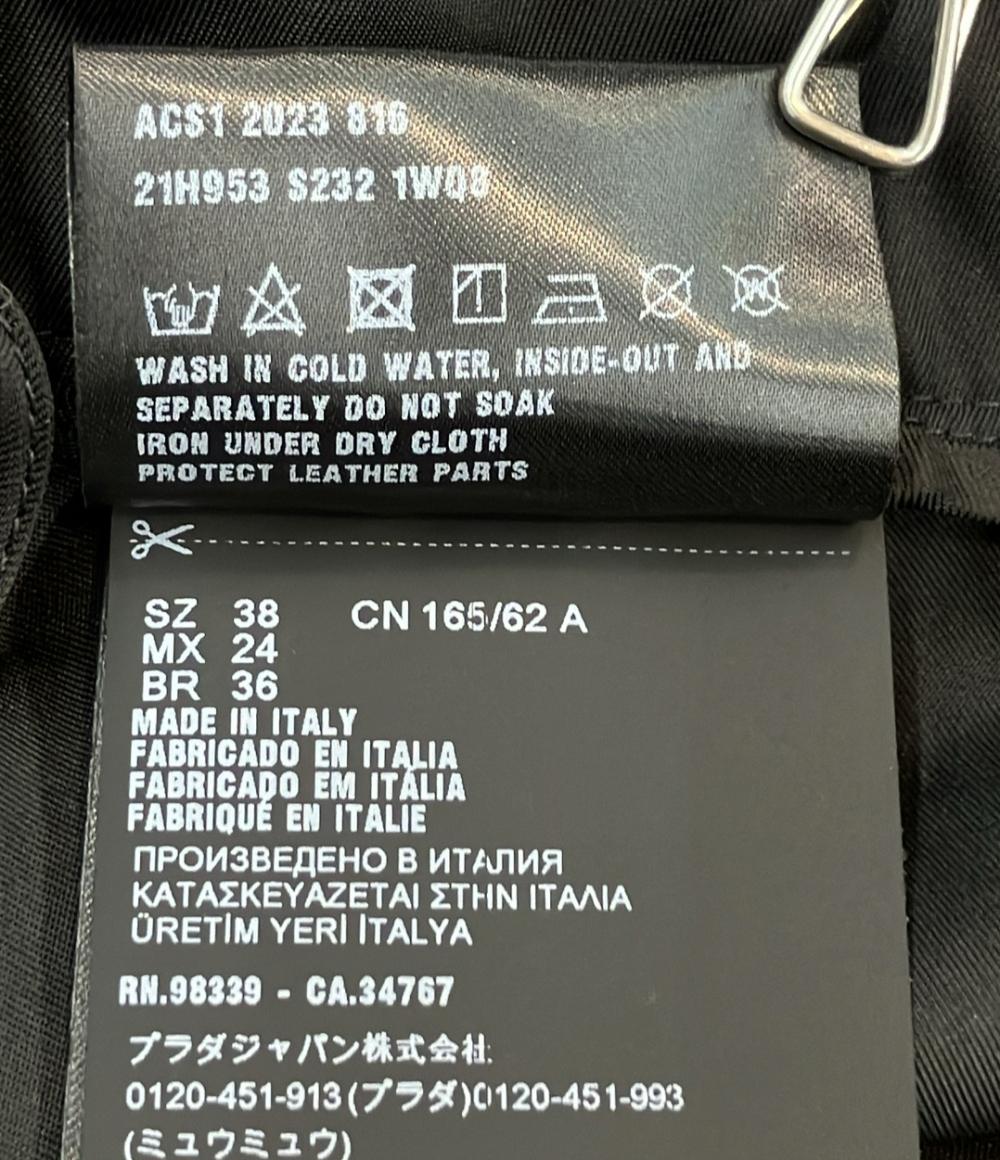 ACS1 2023 816
21H953 S232 1WQ8
WASH IN COLD WATER, INSIDE-OUT AND
SEPARATELY DO NOT SOAK
IRON UNDER DRY CLOTH
PROTECT LEATHER PARTS
SZ 38 CN 165/62 A
MX 24
BR 36
MADE IN ITALY
FABRICADO EN ITALIA
FABRICADO EM ITÁLIA
FABRIQUÉ EN ITALIE
ПРОИЗВЕДЕНО В ИТАЛИЯ
ΚΑΤΑΣΚΕΥΑΖΕΤΑΙ ΣΤΗΝ ΙΤΑΛΙΑ
ÜRETİM YERİ İTALYA
RN.98339 - CA.34767
プラダジャパン株式会社:
0120-451-913(プラダ)0120-451-993
(ミュウミュウ)